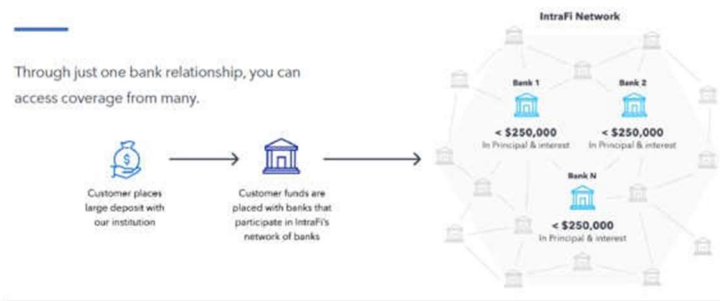 IntraFi Network
Through just one bank relationship, you can
access coverage from many.
$
Customer places
large deposit with
our institution
Customer funds are
placed with banks that
participate in IntraFi's
network of banks
Bank 1
< $250,000
In Principal & interest
Bank 2
< $250,000
In Principal & interest
Bank N
< $250,000
In Principal & interest